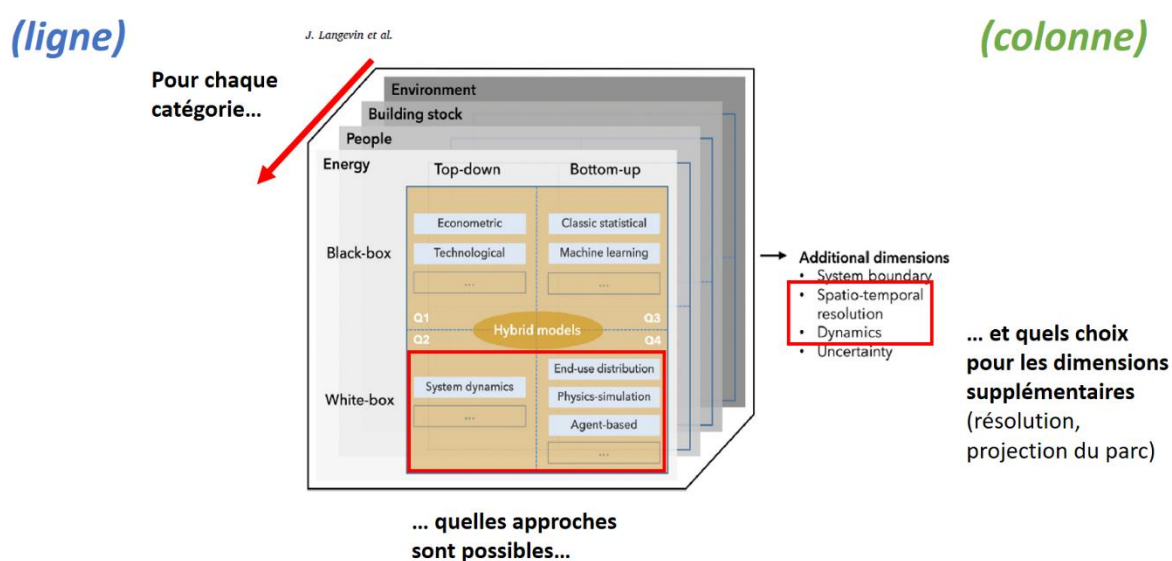 (ligne)
J. Langevin et al.
(colonne)
Pour chaque
catégorie…
Environment
Building stock
People
Energy
Top-down
Bottom-up
Black-box
Econometric
Classic statistical
Technological
Machine learning
...
...
Q1
Q3
Hybrid models
Q2
Q4
White-box
System dynamics
...
End-use distribution
Physics-simulation
Agent-based
...
Additional dimensions
• System boundary
• Spatio-temporal
resolution
• Dynamics
• Uncertainty
… et quels choix
pour les dimensions
supplémentaires
(résolution,
projection du parc)
… quelles approches
sont possibles…